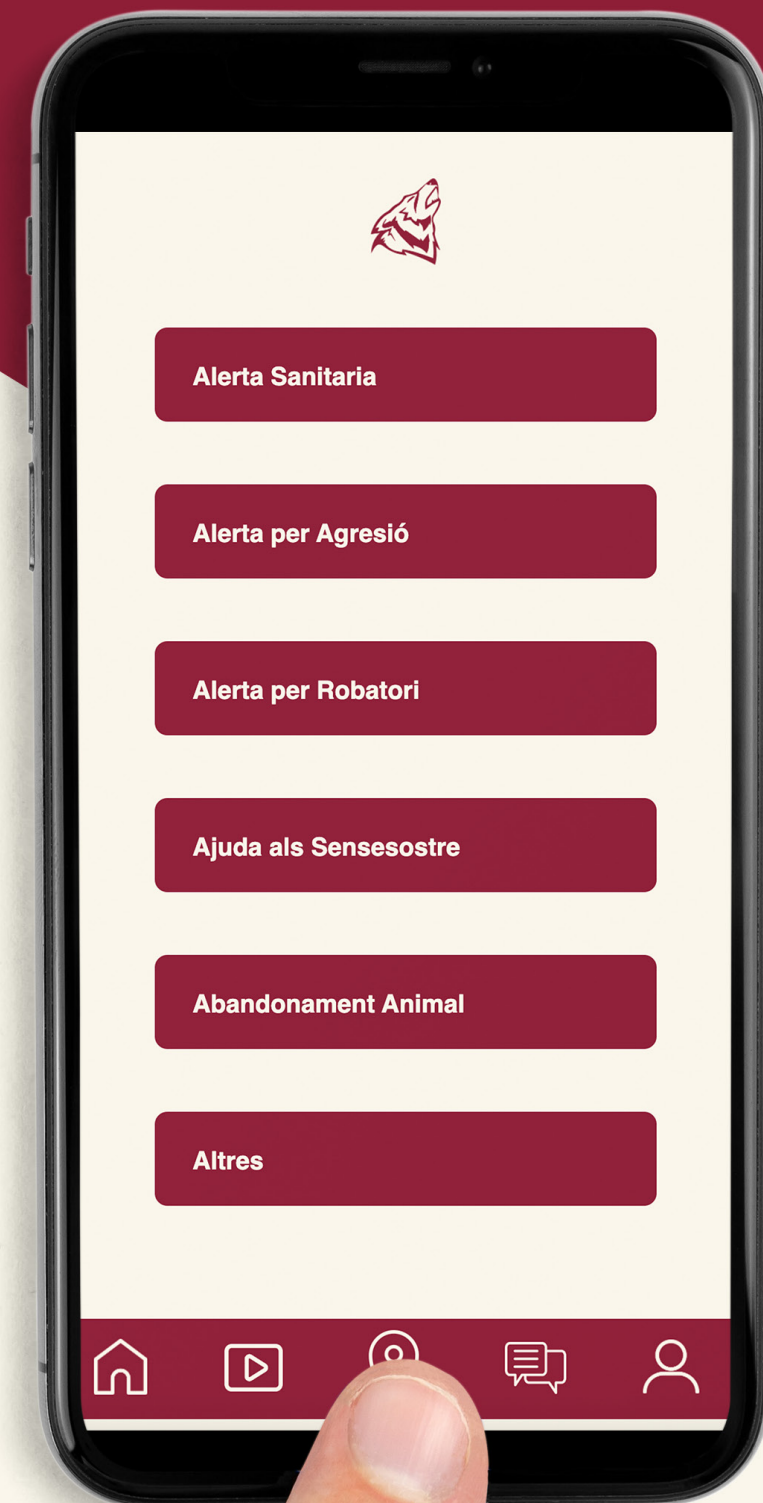 Alerta Sanitaria
Alerta per Agresió
Alerta per Robatori
Ajuda als Sensesostre
Abandonament Animal
Altres